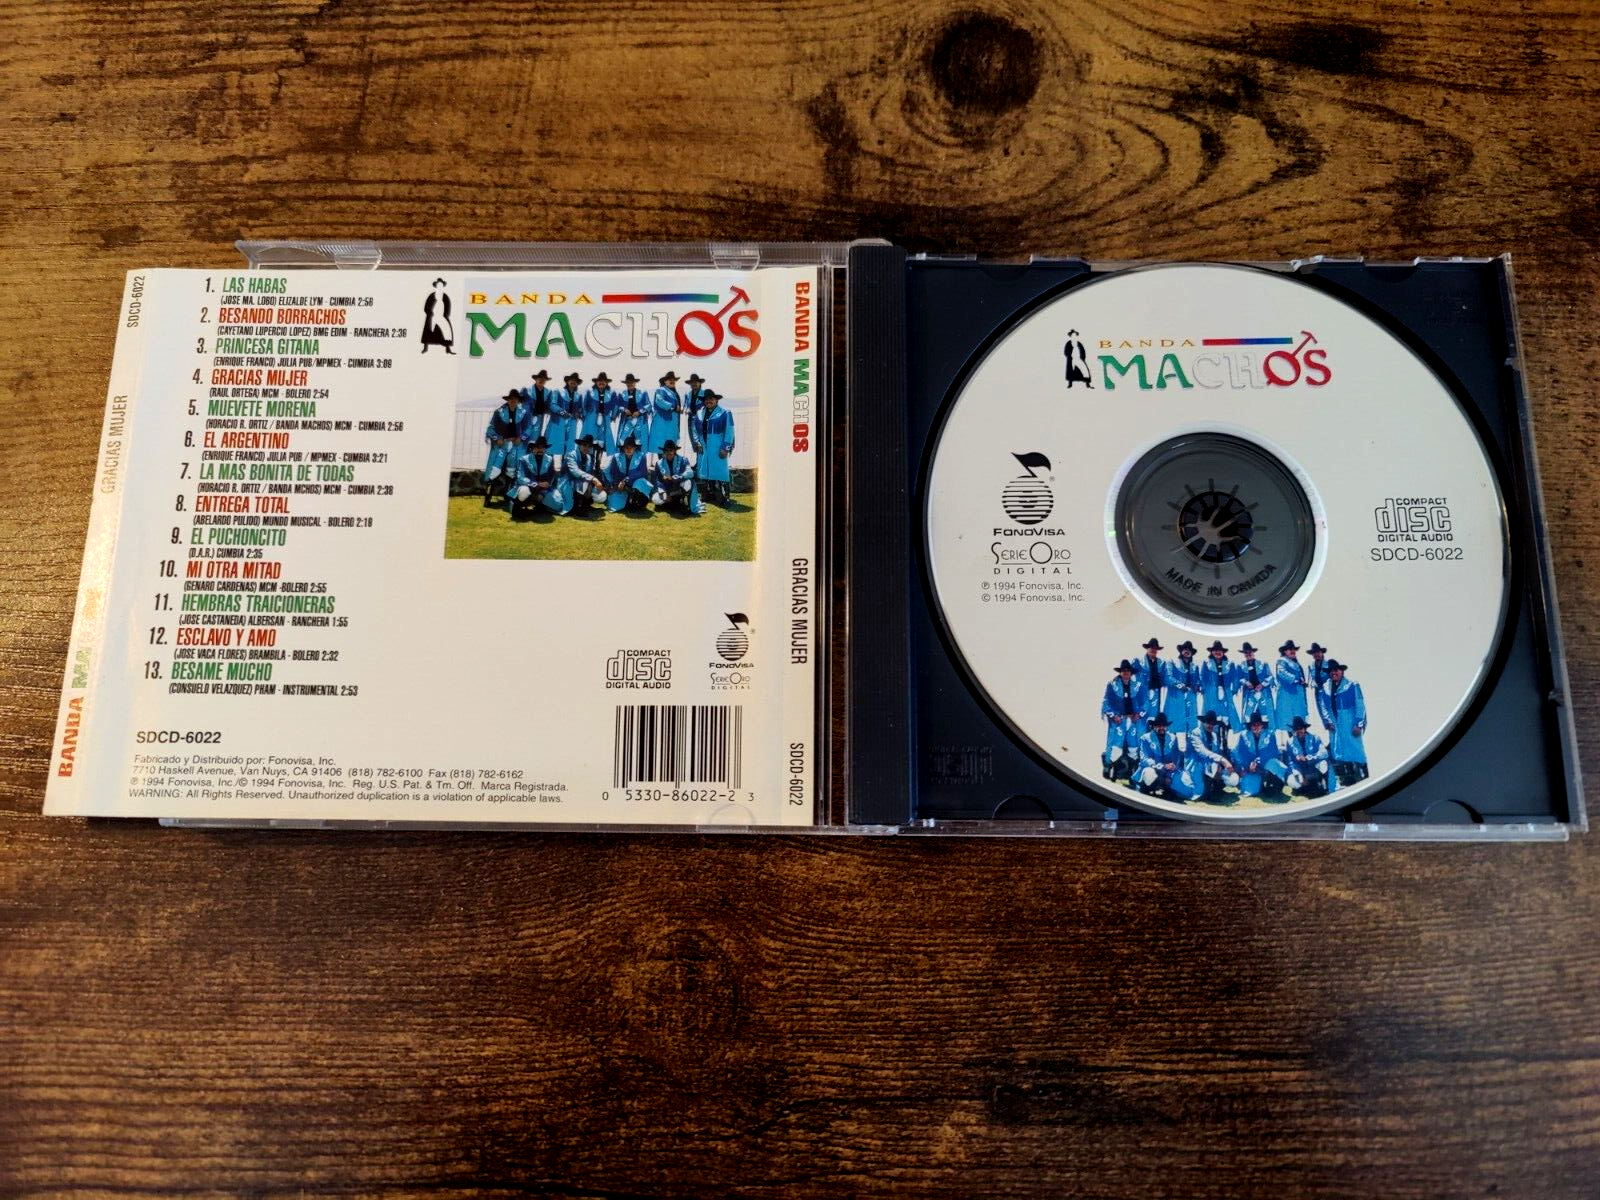 SDCD-6022
GRACIAS MUJER
BANDA
1. LAS HABAS
(JOSE MA. LOBO) ELIZALDE LYM - CUMBIA 2:56
2. BESANDO BORRACHOS
(CAYETANO LUPERCIO LOPEZ) BMG EDIM - RANCHERA 2:36
3. PRINCESA GITANA
(ENRIQUE FRANCO) JULIA PUB/MPMEX - CUMBIA 3:09
4. GRACIAS MUJER
(RAUL ORTEGA) MCM - BOLERO 2:54
5. MUEVETE MORENA
(HORACIO R. ORTIZ / BANDA MACHOS) MCM - CUMBIA 2:56
6. EL ARGENTINO
(ENRIQUE FRANCO) JULIA PUB / MPMEX - CUMBIA 3:21
7. LA MAS BONITA DE TODAS
(HORACIO R. ORTIZ / BANDA MCHOS) MCM - CUMBIA 2:38
8. ENTREGA TOTAL
(ABELARDO PULIDO) MUNDO MUSICAL - BOLERO 2:18
9. EL PUCHONCITO
(D.A.R.) CUMBIA 2:35
10. MI OTRA MITAD
(GENARO CARDENAS) MCM -BOLERO 2:55
11. HEMBRAS TRAICIONERAS
(JOSE CASTANEDA) ALBERSAN - RANCHERA 1:55
12. ESCLAVO Y AMO
(JOSE VACA FLORES) BRAMBILA - BOLERO 2:32
13. BESAME MUCHO
(CONSUELO VELAZQUEZ) PHAM - INSTRUMENTAL 2:53
BANDA
MACHOS
COMPACT
disc
DIGITAL AUDIO
FONOVISA
SERIE ORO
DIGITAL
SDCD-6022
Fabricado y Distribuido por: Fonovisa, Inc.
7710 Haskell Avenue, Van Nuys, CA 91406 (818) 782-6100 Fax (818) 782-6162
℗ 1994 Fonovisa, Inc./© 1994 Fonovisa, Inc. Reg. U.S. Pat. & Tm. Off. Marca Registrada.
WARNING: All Rights Reserved. Unauthorized duplication is a violation of applicable laws.
0 5330-86022-2 3
BANDA MACHOS
GRACIAS MUJER
SDCD-6022
BANDA
MACHOS
FONOVISA
SERIE ORO
DIGITAL
℗ 1994 Fonovisa, Inc.
© 1994 Fonovisa, Inc.
COMPACT
disc
DIGITAL AUDIO
SDCD-6022
MADE IN CANADA